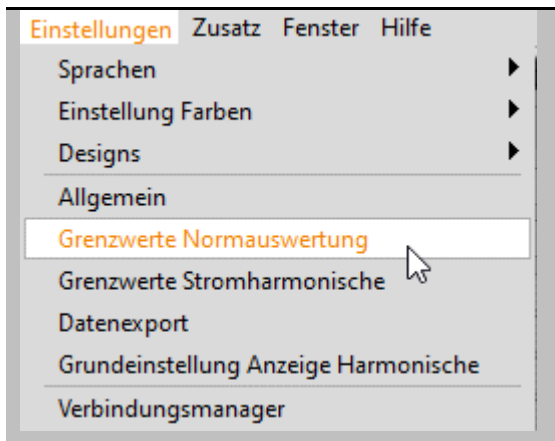 Einstellungen Zusatz Fenster Hilfe
Sprachen
Einstellung Farben
Designs
Allgemein
Grenzwerte Normauswertung
Grenzwerte Stromharmonische
Datenexport
Grundeinstellung Anzeige Harmonische
Verbindungsmanager